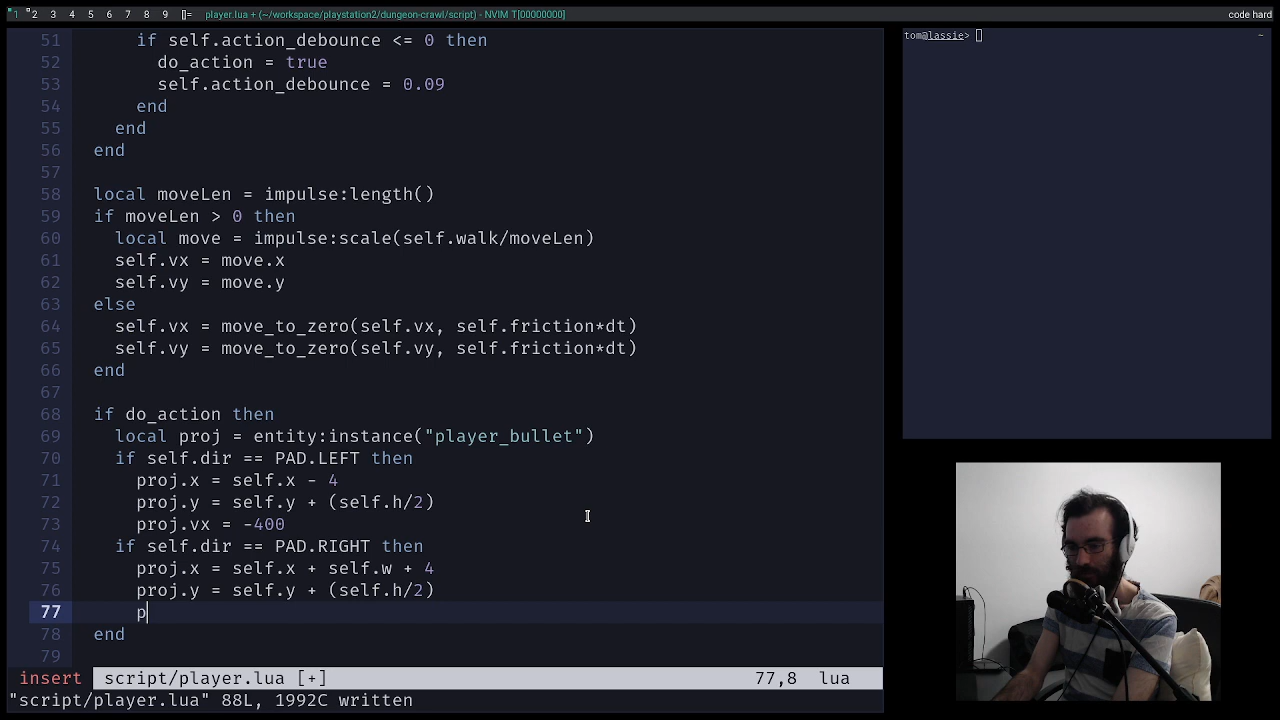 1 2 3 4 5 6 7 8 9 []= player.lua + (~/workspace/playstation2/dungeon-crawl/script) - NVIM T[00000000] code hard
51 if self.action_debounce <= 0 then
52 do_action = true
53 self.action_debounce = 0.09
54 end
55 end
56 end
57
58 local moveLen = impulse:length()
59 if moveLen > 0 then
60 local move = impulse:scale(self.walk/moveLen)
61 self.vx = move.x
62 self.vy = move.y
63 else
64 self.vx = move_to_zero(self.vx, self.friction*dt)
65 self.vy = move_to_zero(self.vy, self.friction*dt)
66 end
67
68 if do_action then
69 local proj = entity:instance("player_bullet")
70 if self.dir == PAD.LEFT then
71 proj.x = self.x - 4
72 proj.y = self.y + (self.h/2)
73 proj.vx = -400
74 if self.dir == PAD.RIGHT then
75 proj.x = self.x + self.w + 4
76 proj.y = self.y + (self.h/2)
77 p
78 end
79
insert script/player.lua [+] 77,8 lua
"script/player.lua" 88L, 1992C written
tom@lassie> ~